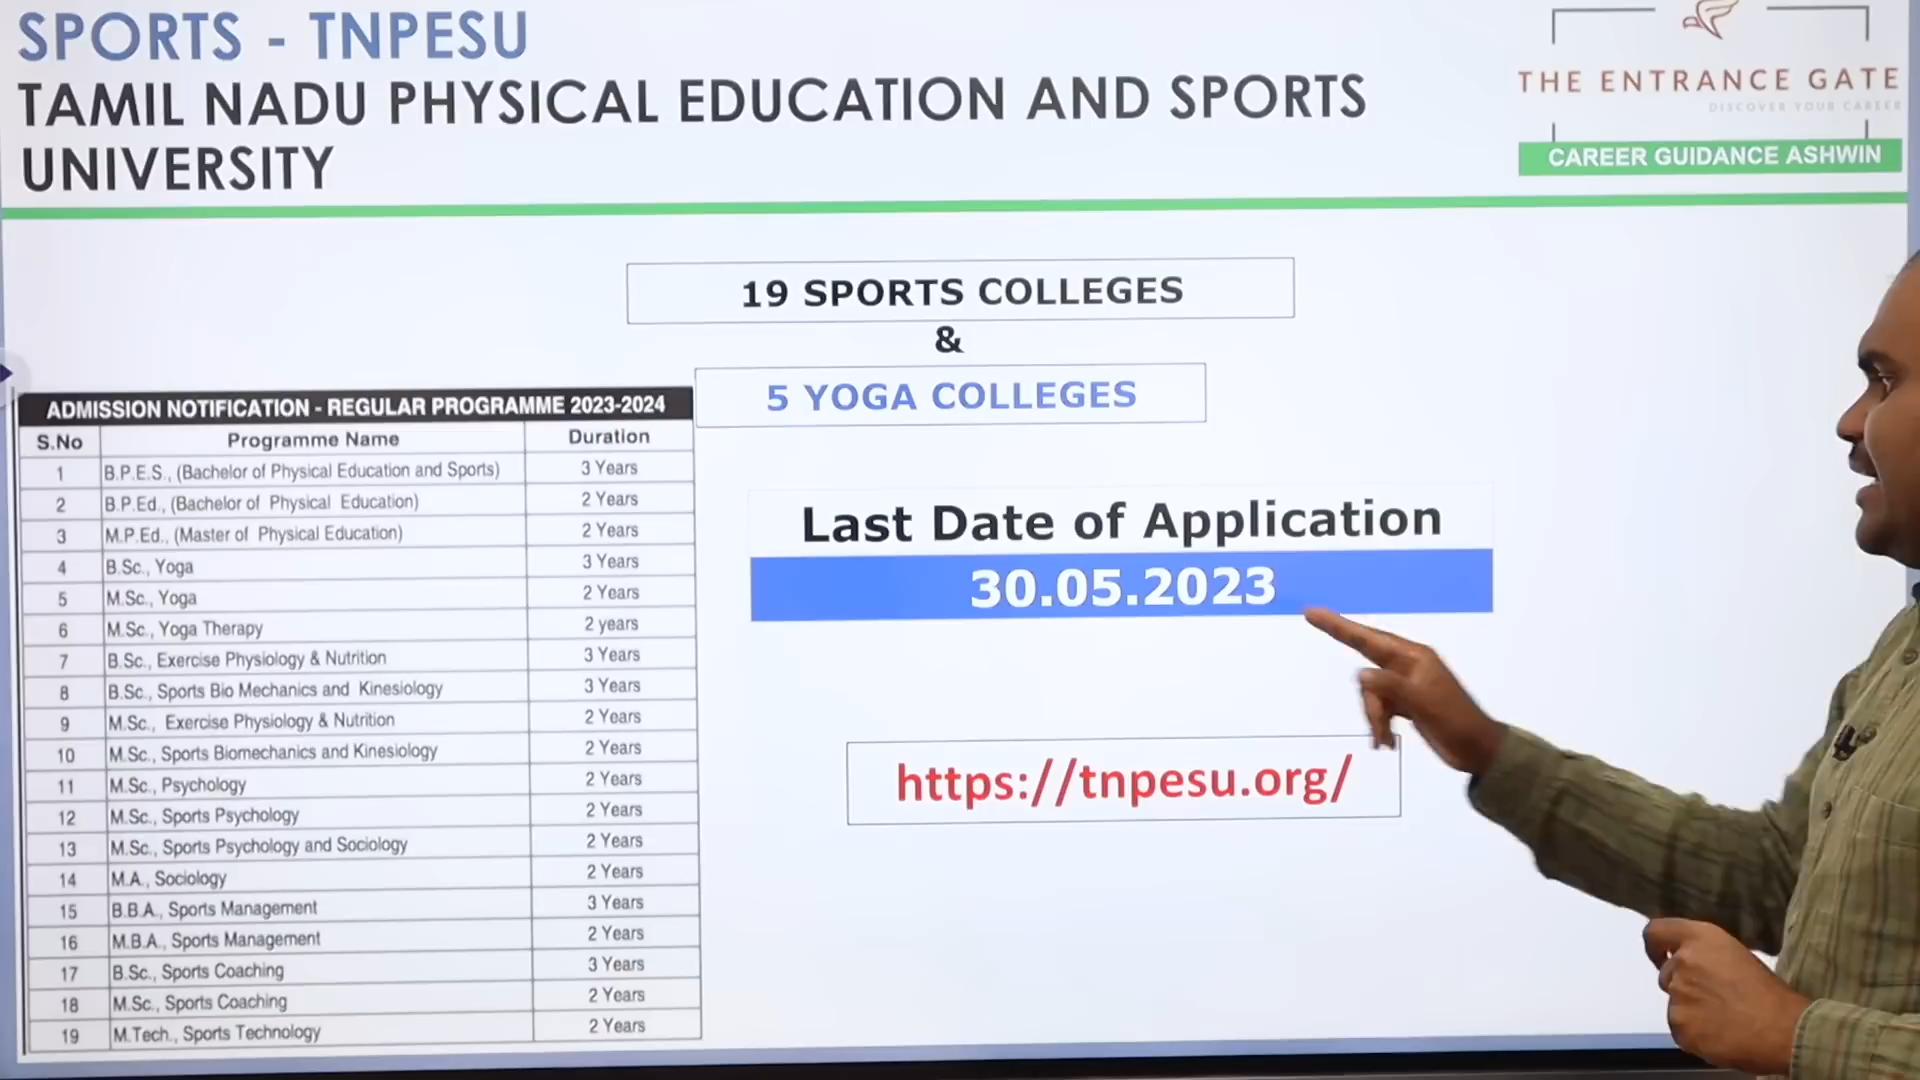 SPORTS - TNPESU
TAMIL NADU PHYSICAL EDUCATION AND SPORTS
UNIVERSITY
THE ENTRANCE GATE
DISCOVER YOUR CAREER
CAREER GUIDANCE ASHWIN
19 SPORTS COLLEGES
&
5 YOGA COLLEGES
ADMISSION NOTIFICATION - REGULAR PROGRAMME 2023-2024
S.No Programme Name Duration
1 B.P.E.S., (Bachelor of Physical Education and Sports) 3 Years
2 B.P.Ed., (Bachelor of Physical Education) 2 Years
3 M.P.Ed., (Master of Physical Education) 2 Years
4 B.Sc., Yoga 3 Years
5 M.Sc., Yoga 2 Years
6 M.Sc., Yoga Therapy 2 years
7 B.Sc., Exercise Physiology & Nutrition 3 Years
8 B.Sc., Sports Bio Mechanics and Kinesiology 3 Years
9 M.Sc., Exercise Physiology & Nutrition 2 Years
10 M.Sc., Sports Biomechanics and Kinesiology 2 Years
11 M.Sc., Psychology 2 Years
12 M.Sc., Sports Psychology 2 Years
13 M.Sc., Sports Psychology and Sociology 2 Years
14 M.A., Sociology 2 Years
15 B.B.A., Sports Management 3 Years
16 M.B.A., Sports Management 2 Years
17 B.Sc., Sports Coaching 3 Years
18 M.Sc., Sports Coaching 2 Years
19 M.Tech., Sports Technology 2 Years
Last Date of Application
30.05.2023
https://tnpesu.org/